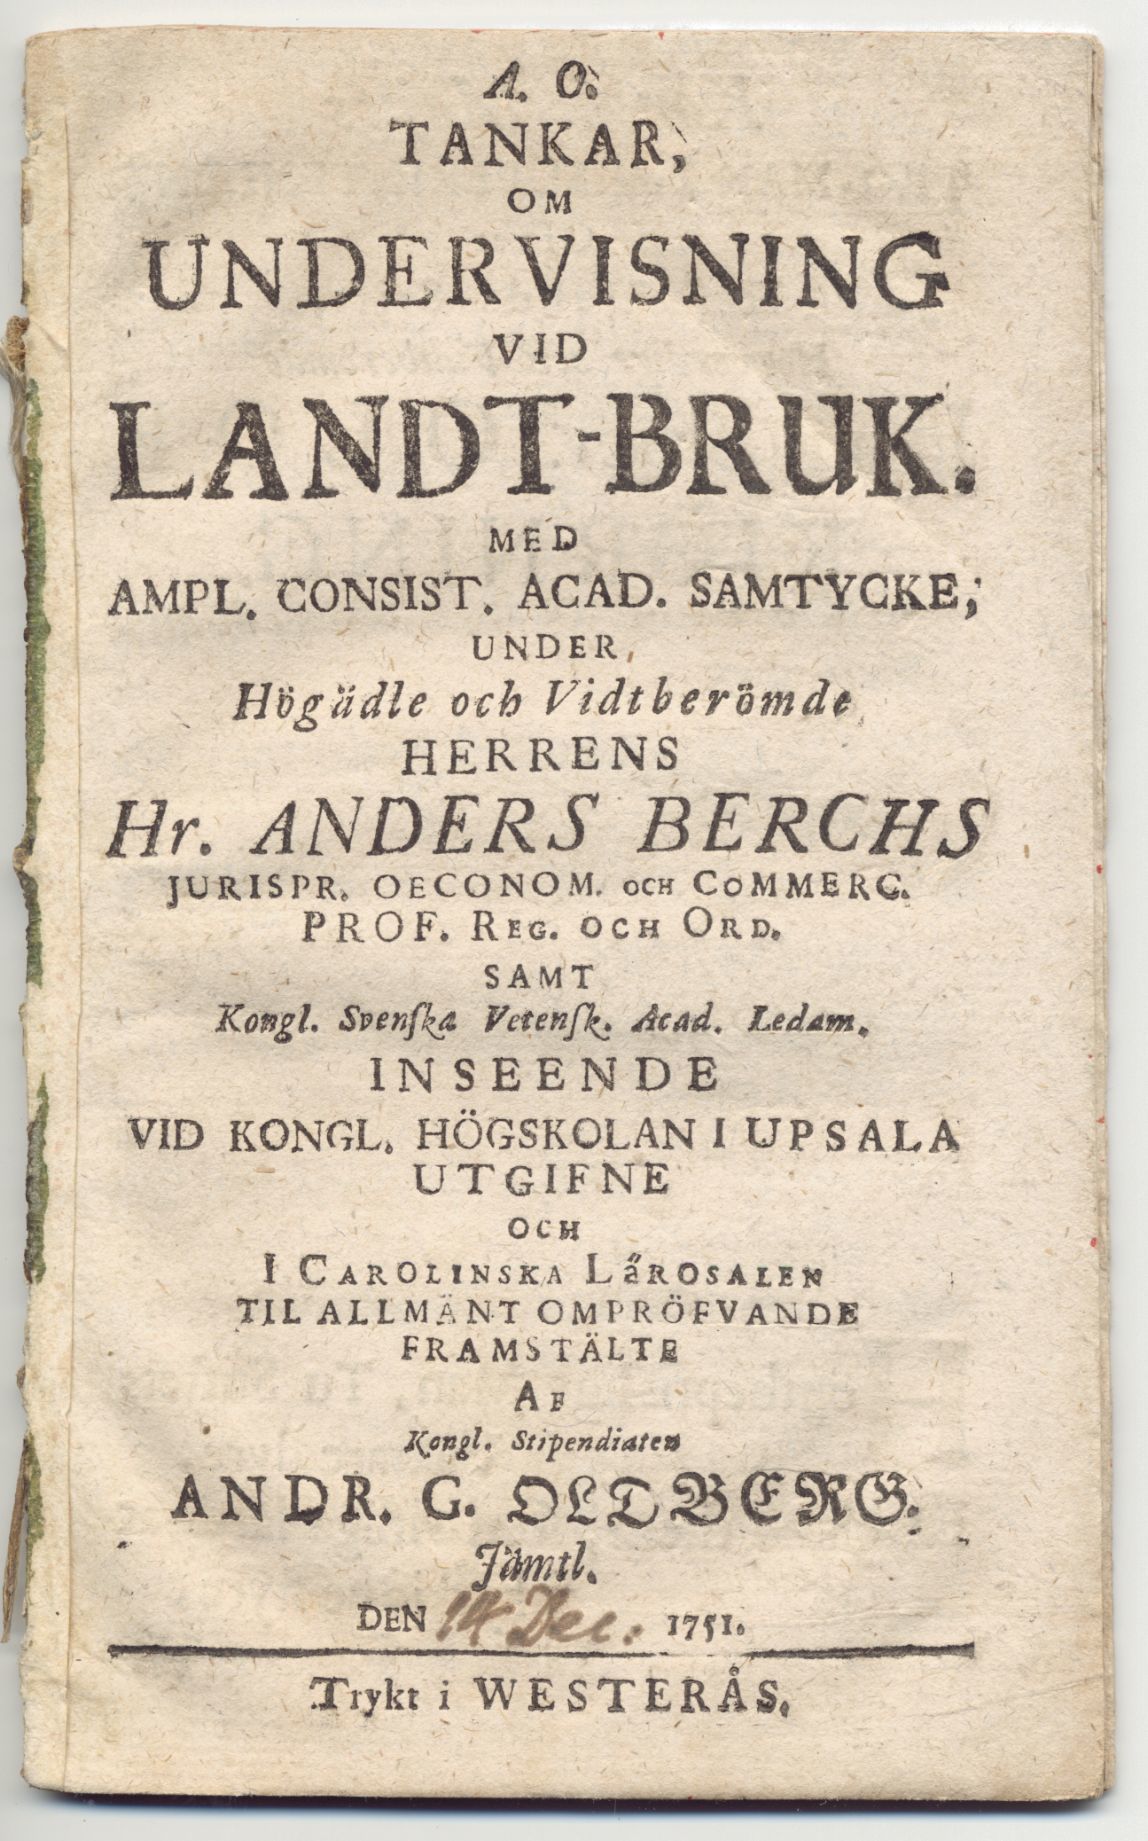 A. O.
TANKAR,
OM
UNDERVISNING
VID
LANDT-BRUK.
MED
AMPL. CONSIST. ACAD. SAMTYCKE;
UNDER
Högädle och Vidtberömde
HERRENS
Hr. ANDERS BERCHS
JURISPR. OECONOM. OCH COMMERC.
PROF. REG. OCH ORD.
SAMT
Kongl. Svenſka Vetenſk. Acad. Ledam.
INSEENDE
VID KONGL. HÖGSKOLAN I UPSALA
UTGIFNE
OCH
I CAROLINSKA LäROSALEN
TIL ALLMÄNT OMPRÖFVANDE
FRAMSTÄLTE
AF
Kongl. Stipendiaten
ANDR. G. OLDBERG.
Jämtl.
DEN 14 Dec. 1751.
Trykt i WESTERÅS.